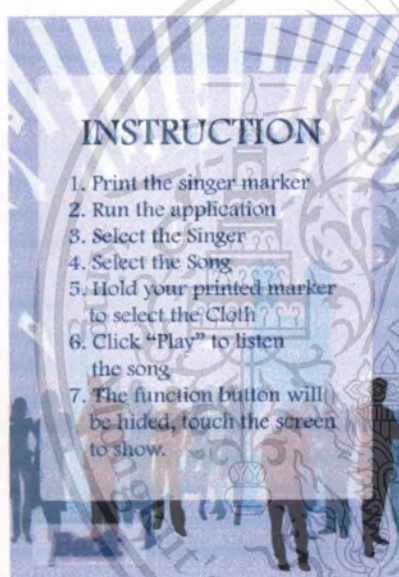 INSTRUCTION
1. Print the singer marker
2. Run the application
3. Select the Singer
4. Select the Song
5. Hold your printed marker
to select the Cloth
6. Click “Play” to listen
the song
7. The function button will
be hided, touch the screen
to show.
Back